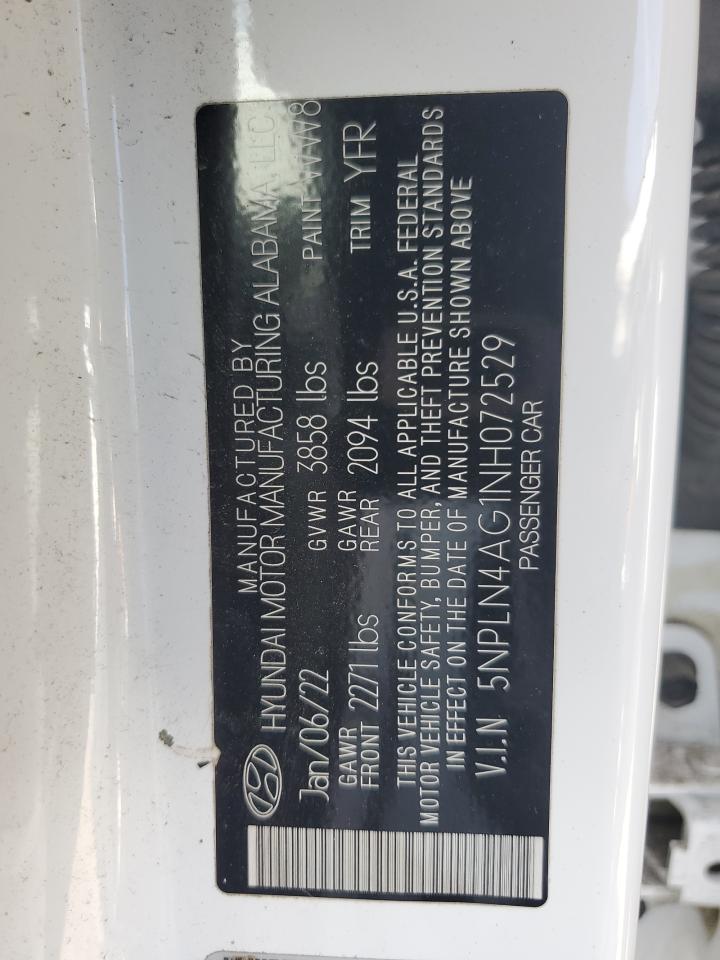 MANUFACTURED BY
HYUNDAI MOTOR MANUFACTURING ALABAMA, LLC
Jan/06/22 GVWR 3858 lbs PAINT WW8
GAWR FRONT 2271 lbs GAWR REAR 2094 lbs TRIM YFR
THIS VEHICLE CONFORMS TO ALL APPLICABLE U.S.A. FEDERAL
MOTOR VEHICLE SAFETY, BUMPER, AND THEFT PREVENTION STANDARDS
IN EFFECT ON THE DATE OF MANUFACTURE SHOWN ABOVE
V.I.N 5NPLN4AG1NH072529
PASSENGER CAR